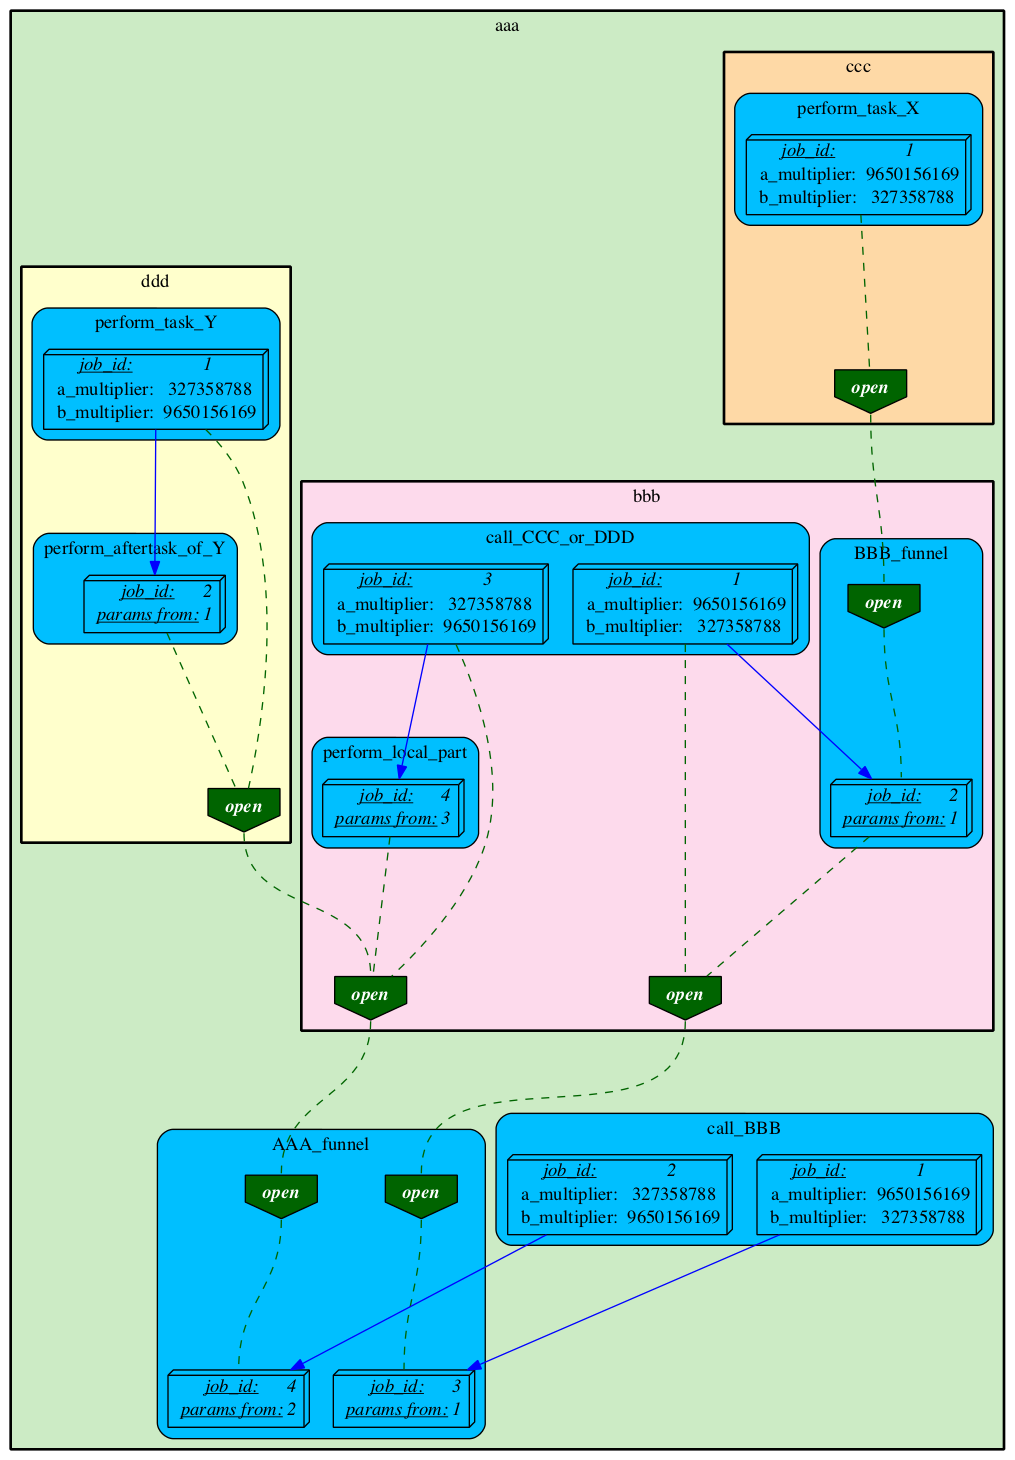 aaa
ccc
perform_task_X
job_id: 1
a_multiplier: 9650156169
b_multiplier: 327358788
open
ddd
perform_task_Y
job_id: 1
a_multiplier: 327358788
b_multiplier: 9650156169
perform_aftertask_of_Y
job_id: 2
params from: 1
open
bbb
call_CCC_or_DDD
job_id: 3
a_multiplier: 327358788
b_multiplier: 9650156169
job_id: 1
a_multiplier: 9650156169
b_multiplier: 327358788
BBB_funnel
open
job_id: 2
params from: 1
perform_local_part
job_id: 4
params from: 3
open
open
AAA_funnel
open
open
job_id: 4
params from: 2
job_id: 3
params from: 1
call_BBB
job_id: 2
a_multiplier: 327358788
b_multiplier: 9650156169
job_id: 1
a_multiplier: 9650156169
b_multiplier: 327358788